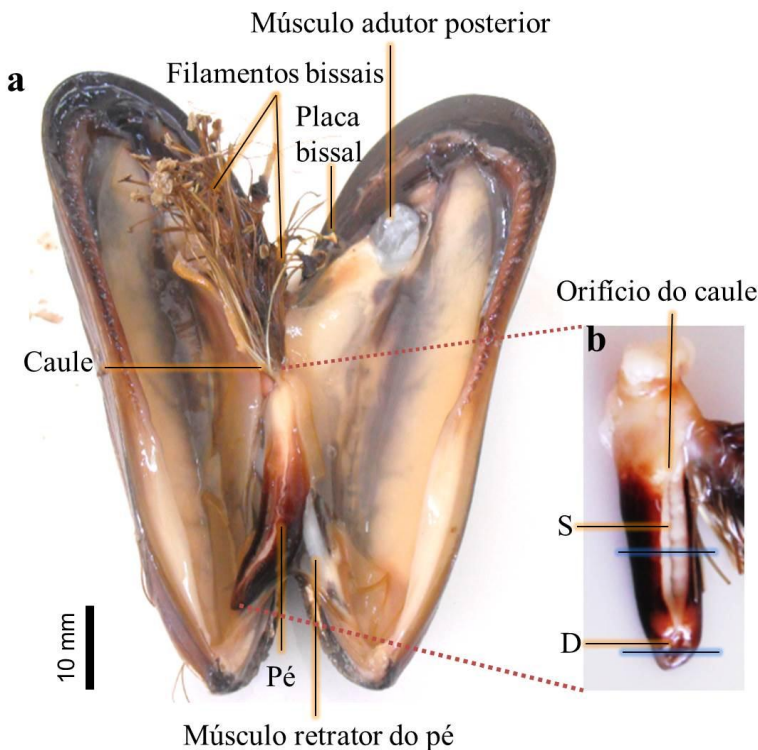 Músculo adutor posterior
a
Filamentos bissais
Placa
bissal
Orifício do caule
b
Caule
S
D
10 mm
Pé
Músculo retrator do pé